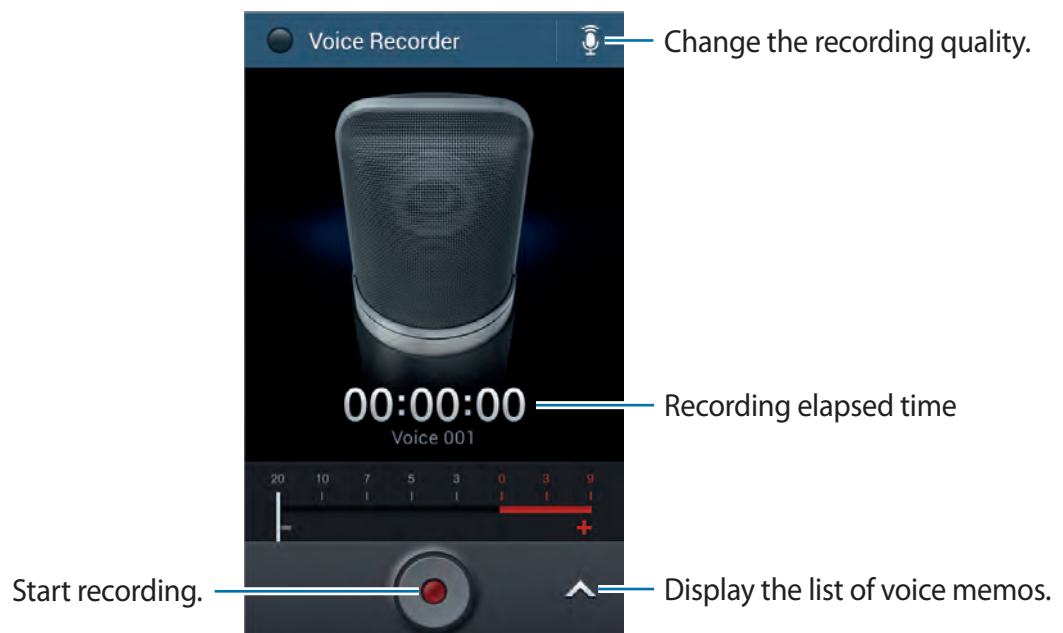 Voice Recorder
Change the recording quality.
00:00:00
Recording elapsed time
Voice 001
20 10 7 5 3 0 3 9
- +
Start recording.
Display the list of voice memos.